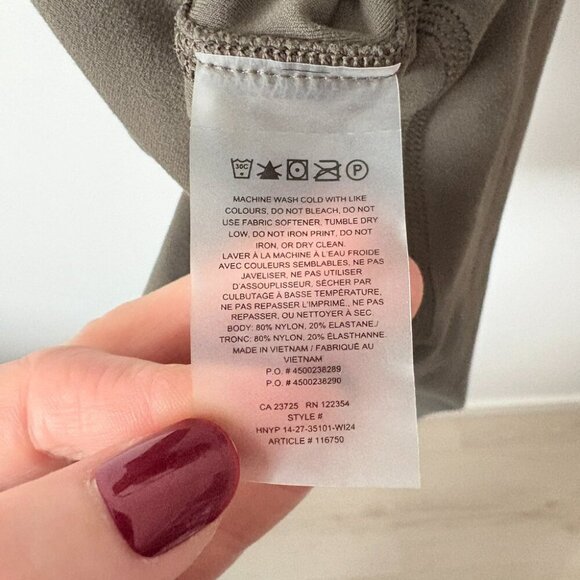 30C P
MACHINE WASH COLD WITH LIKE
COLOURS, DO NOT BLEACH, DO NOT
USE FABRIC SOFTENER, TUMBLE DRY
LOW, DO NOT IRON PRINT, DO NOT
IRON, OR DRY CLEAN.
LAVER À LA MACHINE À L'EAU FROIDE
AVEC COULEURS SEMBLABLES, NE PAS
JAVELISER, NE PAS UTILISER
D'ASSOUPLISSEUR, SÉCHER PAR
CULBUTAGE À BASSE TEMPÉRATURE,
NE PAS REPASSER L'IMPRIMÉ., NE PAS
REPASSER, OU NETTOYER À SEC.
BODY: 80% NYLON, 20% ELASTANE./
TRONC: 80% NYLON, 20% ÉLASTHANNE.
MADE IN VIETNAM / FABRIQUÉ AU
VIETNAM
P.O. # 4500238289
P.O. # 4500238290
CA 23725 RN 122354
STYLE #
HNYP 14-27-35101-WI24
ARTICLE # 116750